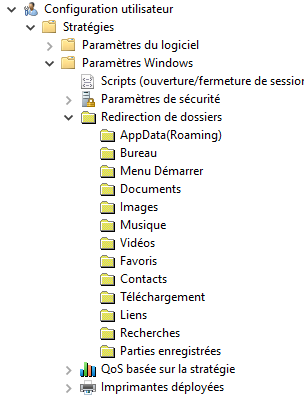 Configuration utilisateur
Stratégies
Paramètres du logiciel
Paramètres Windows
Scripts (ouverture/fermeture de session
Paramètres de sécurité
Redirection de dossiers
AppData(Roaming)
Bureau
Menu Démarrer
Documents
Images
Musique
Vidéos
Favoris
Contacts
Téléchargement
Liens
Recherches
Parties enregistrées
QoS basée sur la stratégie
Imprimantes déployées